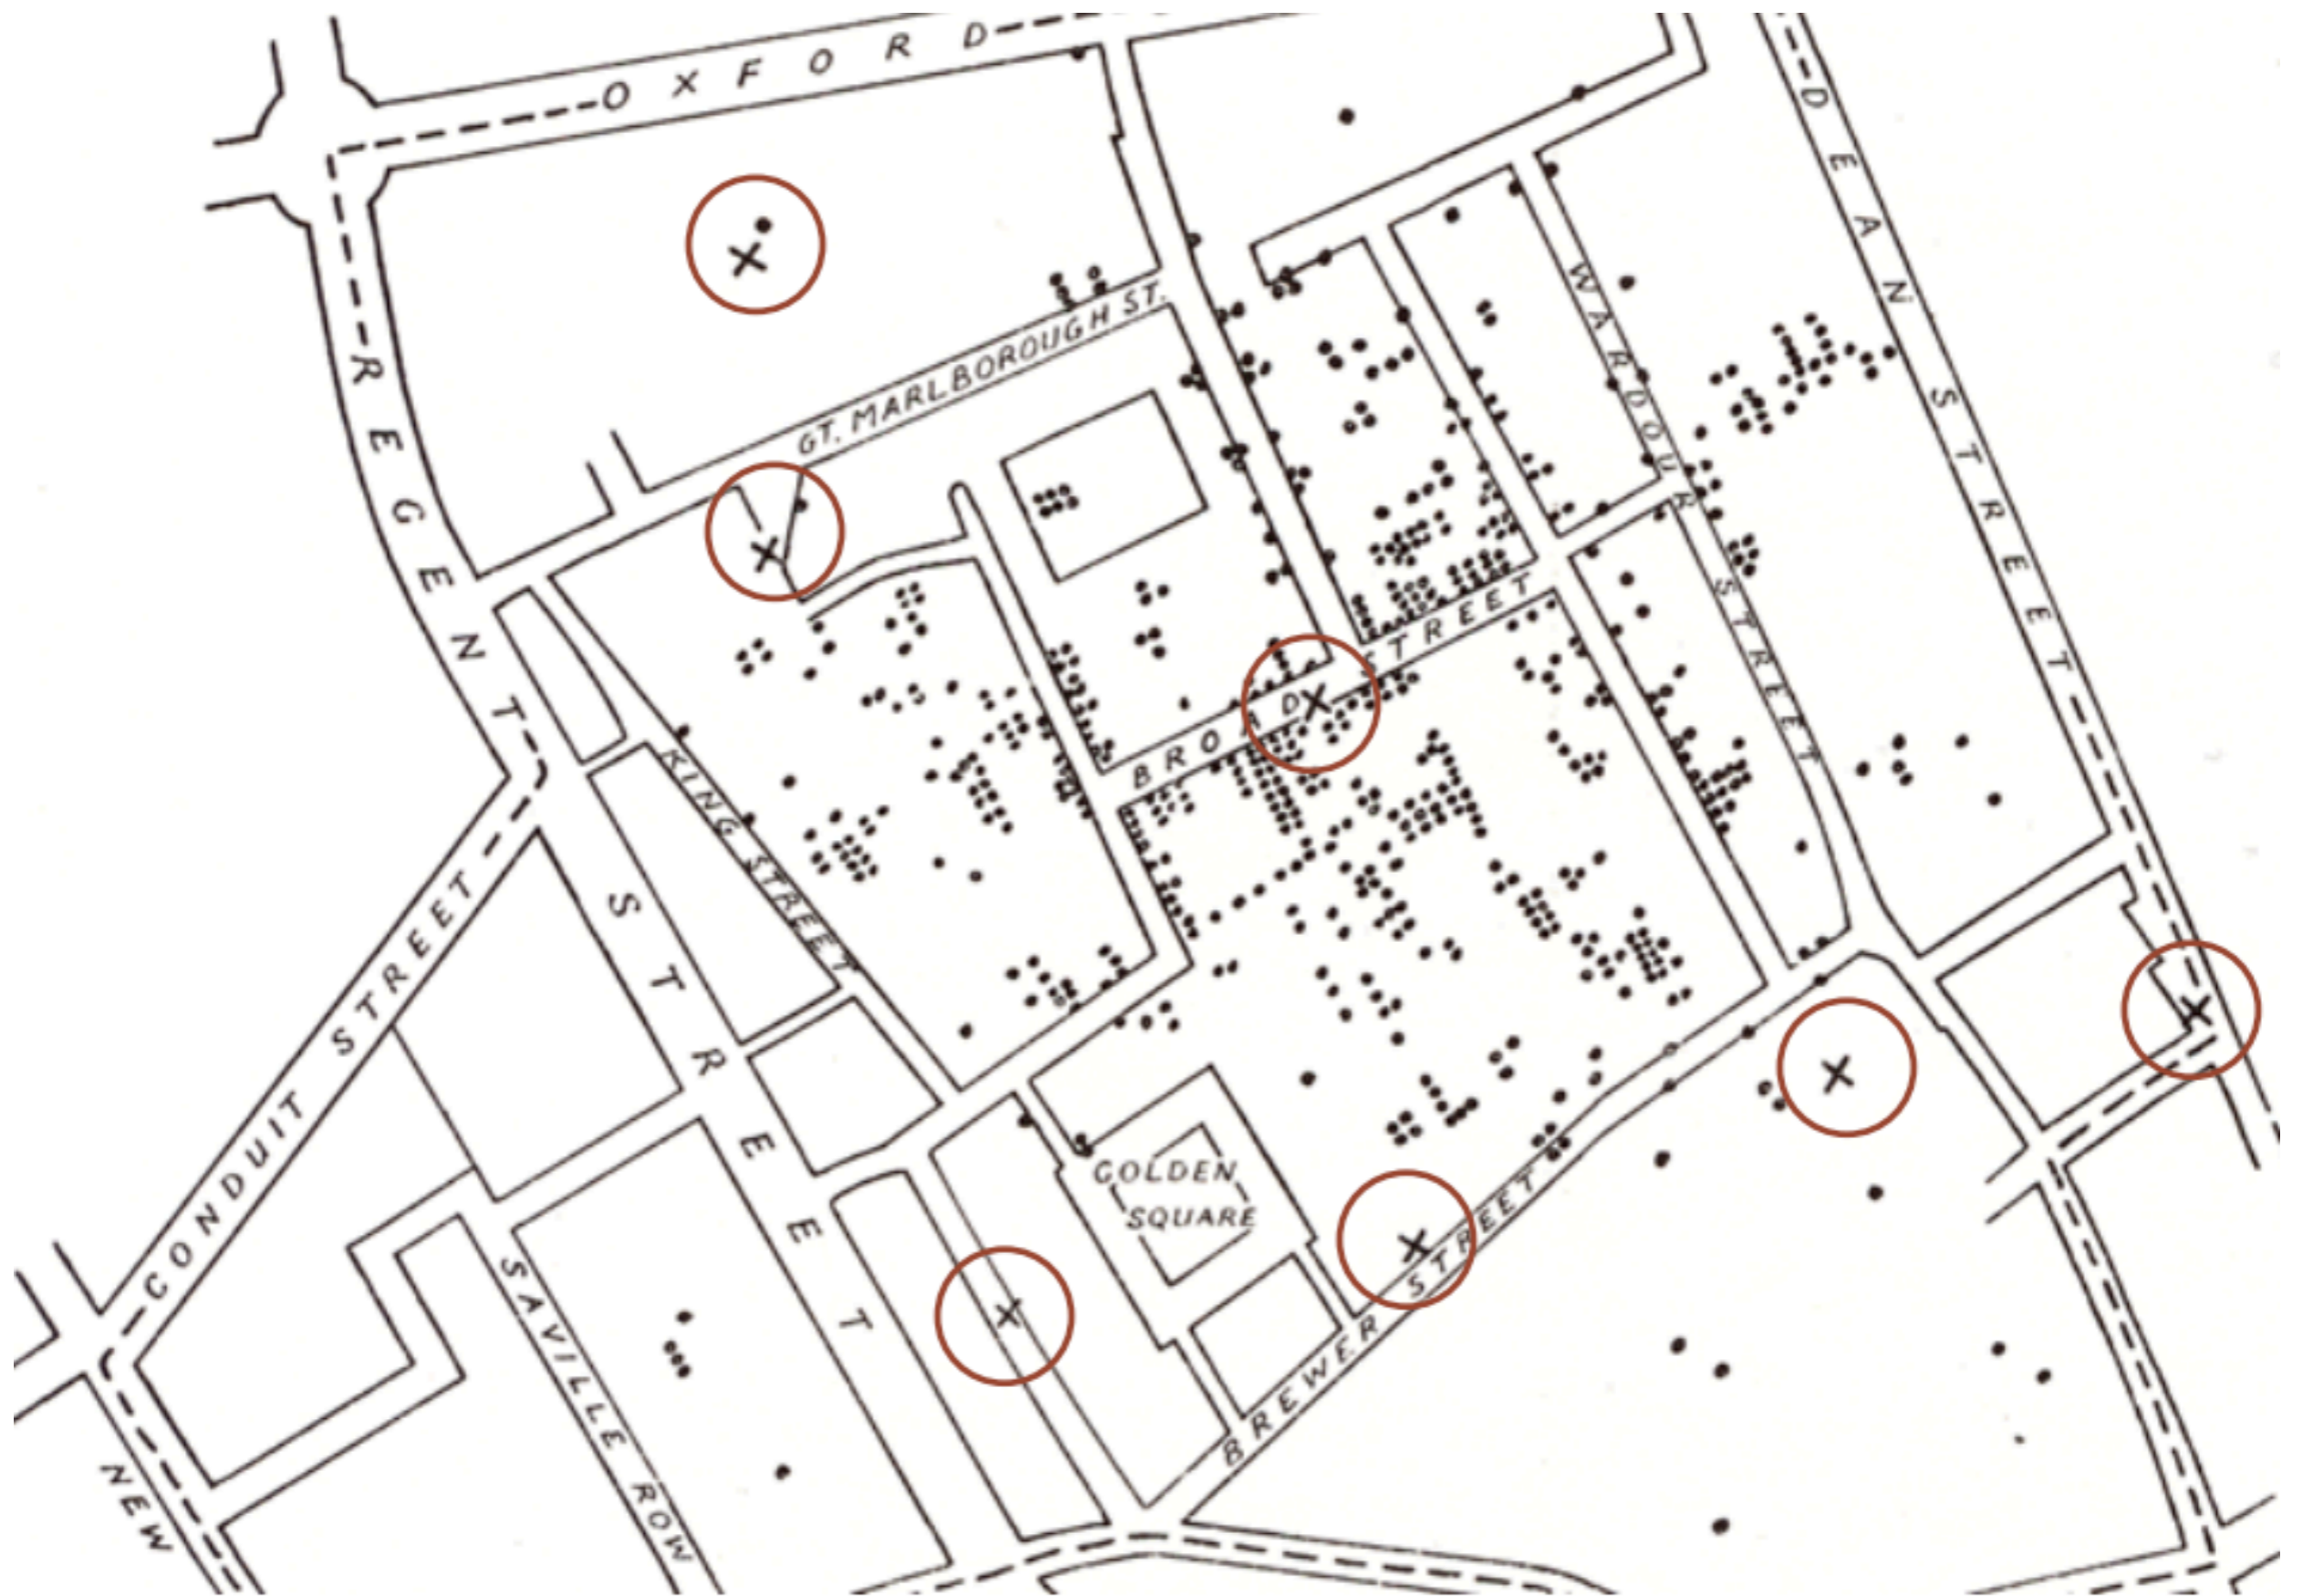 OXFORD
DEAN STREET
REGENT STREET
GT. MARLBOROUGH ST.
WARDOUR STREET
BROAD STREET
KING STREET
CONDUIT STREET
GOLDEN
SQUARE
BREWER STREET
SAVILLE ROW
NEW